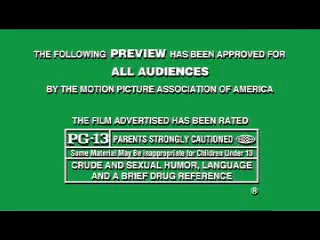 THE FOLLOWING PREVIEW HAS BEEN APPROVED FOR
ALL AUDIENCES
BY THE MOTION PICTURE ASSOCIATION OF AMERICA
THE FILM ADVERTISED HAS BEEN RATED
PG-13 PARENTS STRONGLY CAUTIONED
Some Material May Be Inappropriate for Children Under 13
CRUDE AND SEXUAL HUMOR, LANGUAGE
AND A BRIEF DRUG REFERENCE
®